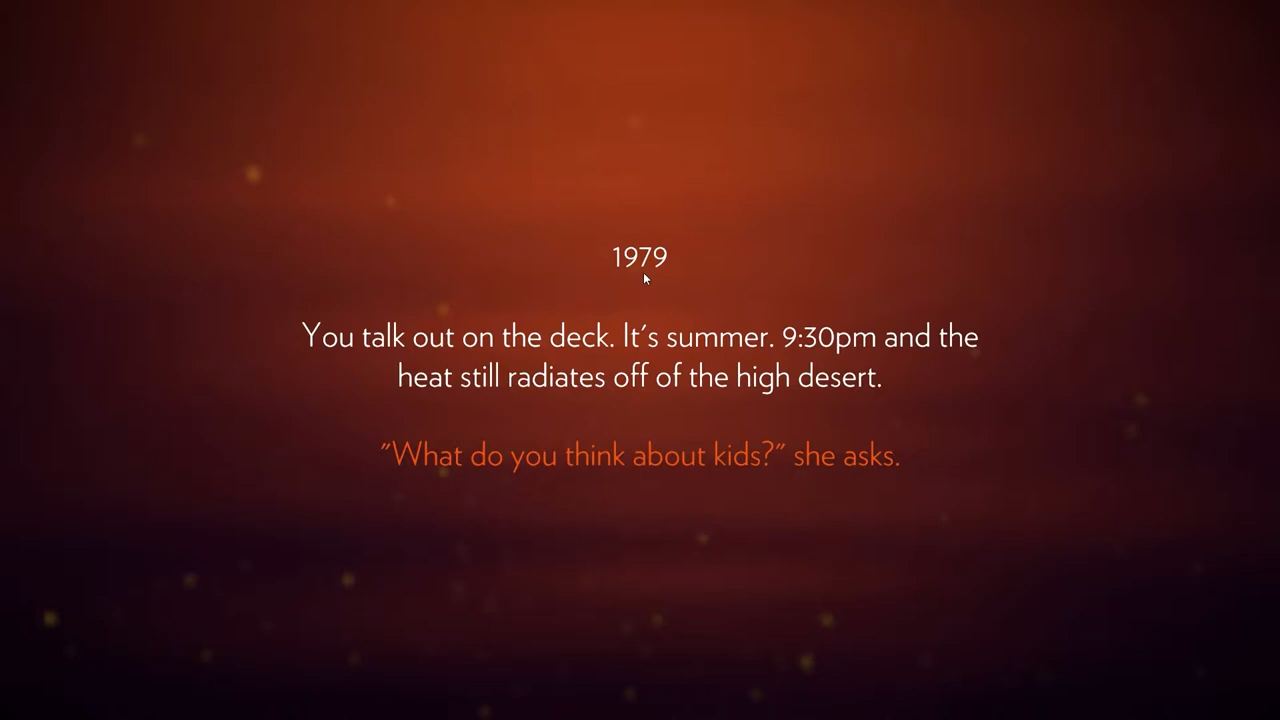 1979
You talk out on the deck. It's summer. 9:30pm and the
heat still radiates off of the high desert.
"What do you think about kids?" she asks.